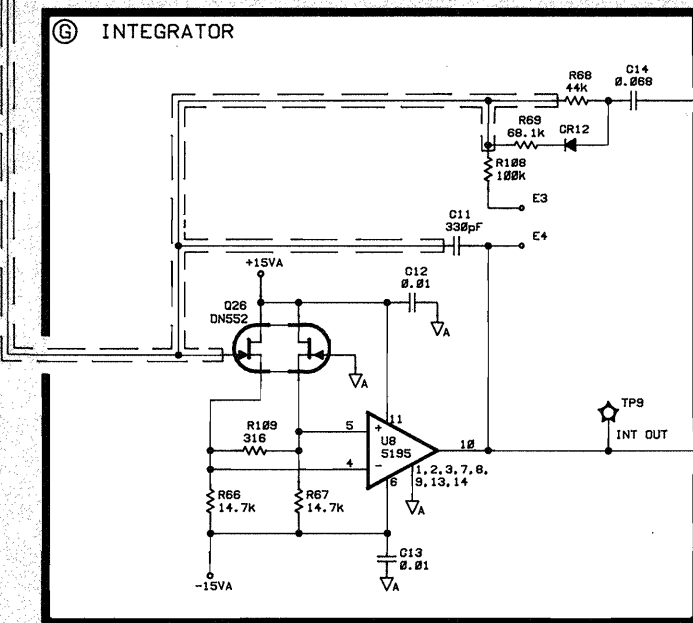 G INTEGRATOR
R68
44k
C14
0.068
R69
68.1k
CR12
R108
100k
E3
C11
330pF
E4
+15VA
C12
0.01
A
Q26
DN552
A
TP9
INT OUT
R109
316
5
+
11
U8
5195
10
4
-
6
1,2,3,7,8,
9,13,14
A
R66
14.7k
R67
14.7k
C13
0.01
A
-15VA